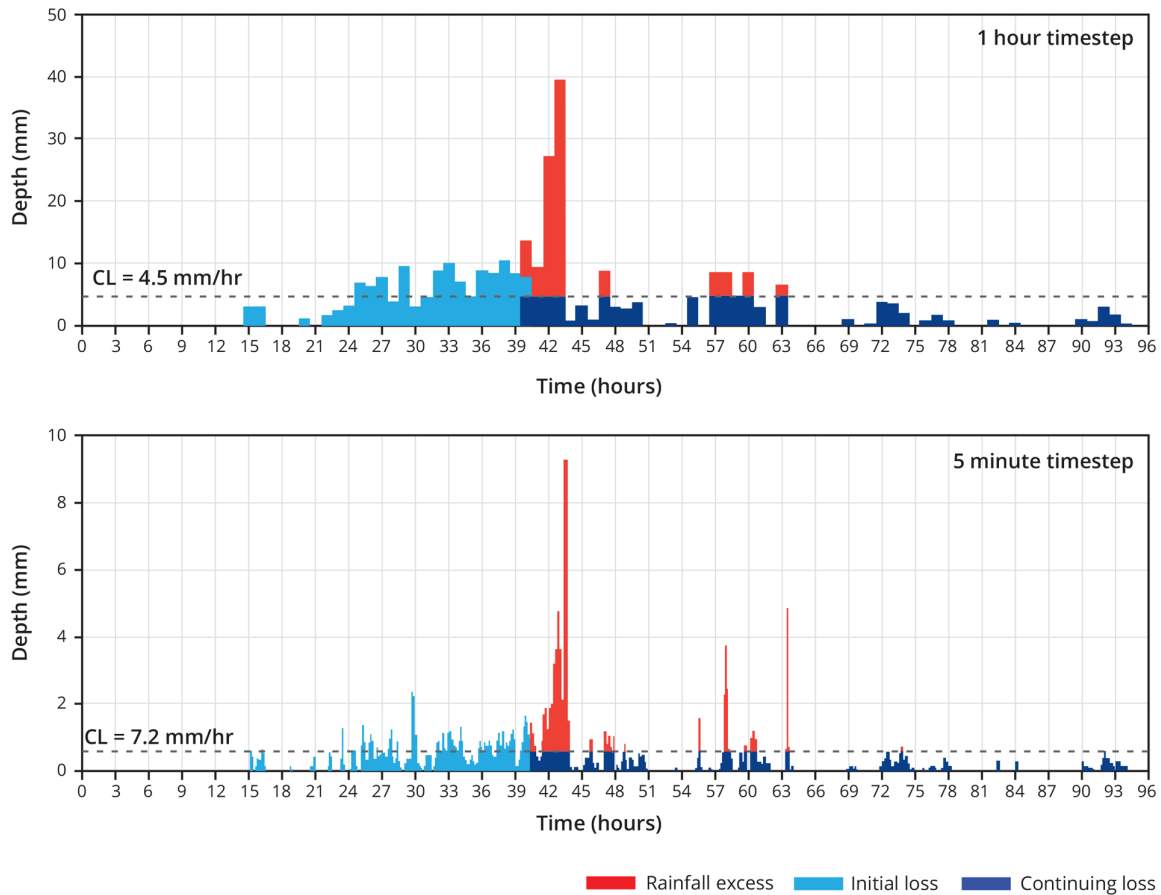 1 hour timestep
50
40
30
20
10
0
Depth (mm)
CL = 4.5 mm/hr
0 3 6 9 12 15 18 21 24 27 30 33 36 39 42 45 48 51 54 57 60 63 66 69 72 75 78 81 84 87 90 93 96
Time (hours)
5 minute timestep
10
8
6
4
2
0
Depth (mm)
CL = 7.2 mm/hr
0 3 6 9 12 15 18 21 24 27 30 33 36 39 42 45 48 51 54 57 60 63 66 69 72 75 78 81 84 87 90 93 96
Time (hours)
Rainfall excess Initial loss Continuing loss